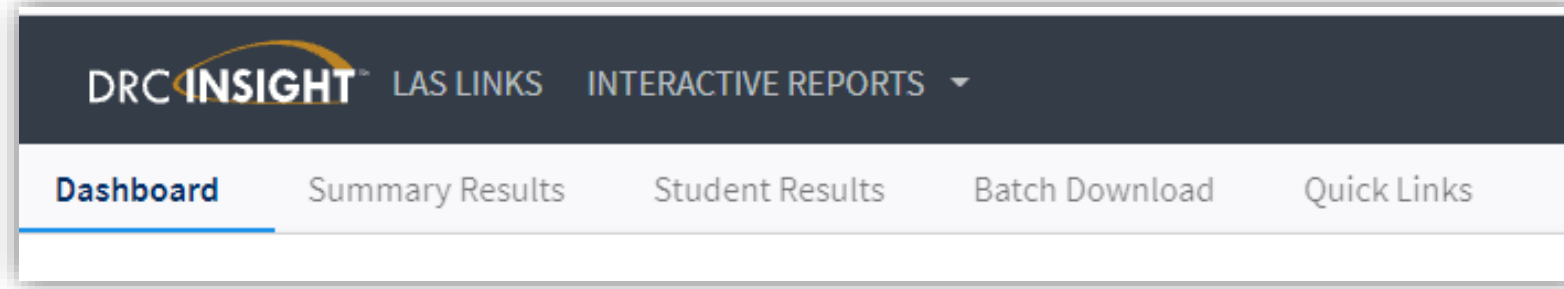 DRC INSIGHT LAS LINKS INTERACTIVE REPORTS
Dashboard Summary Results Student Results Batch Download Quick Links